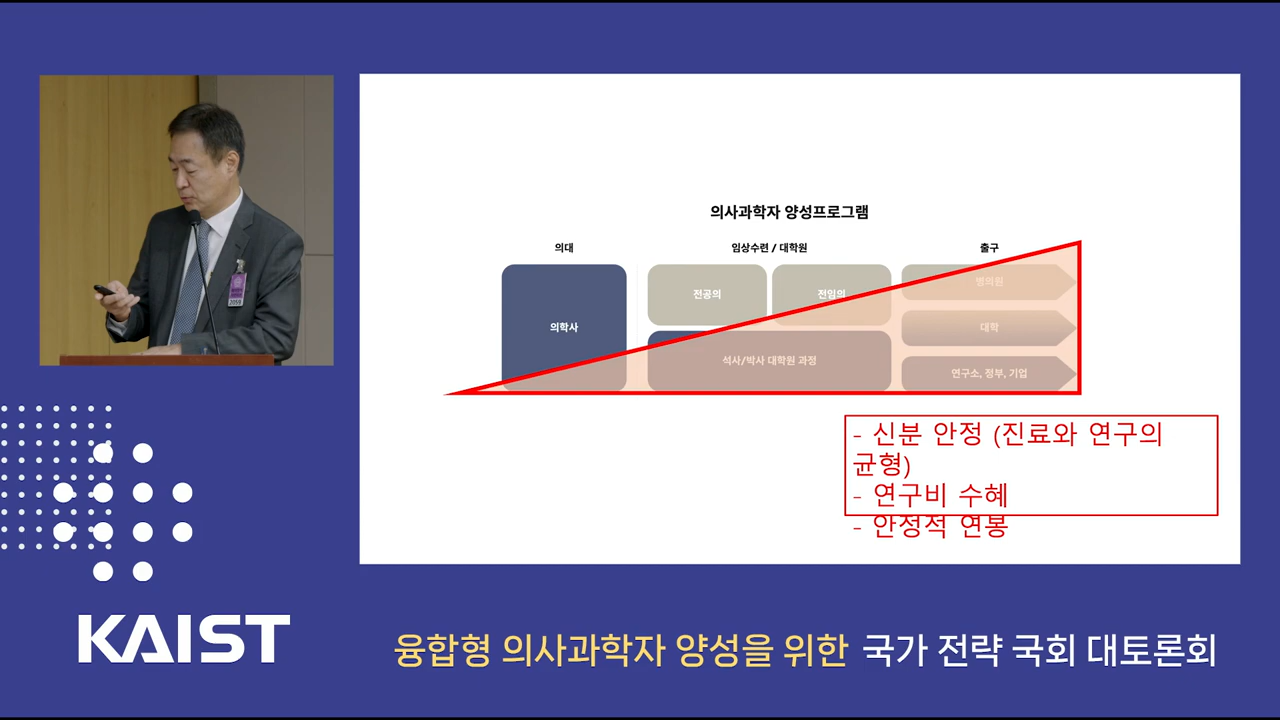 의사과학자 양성프로그램
의대
임상수련 / 대학원
출구
의학사
전공의
전임의
석사/박사 대학원 과정
병의원
대학
연구소, 정부, 기업
- 신분 안정 (진료와 연구의
균형)
- 연구비 수혜
- 안정적 연봉
KAIST
융합형 의사과학자 양성을 위한 국가 전략 국회 대토론회